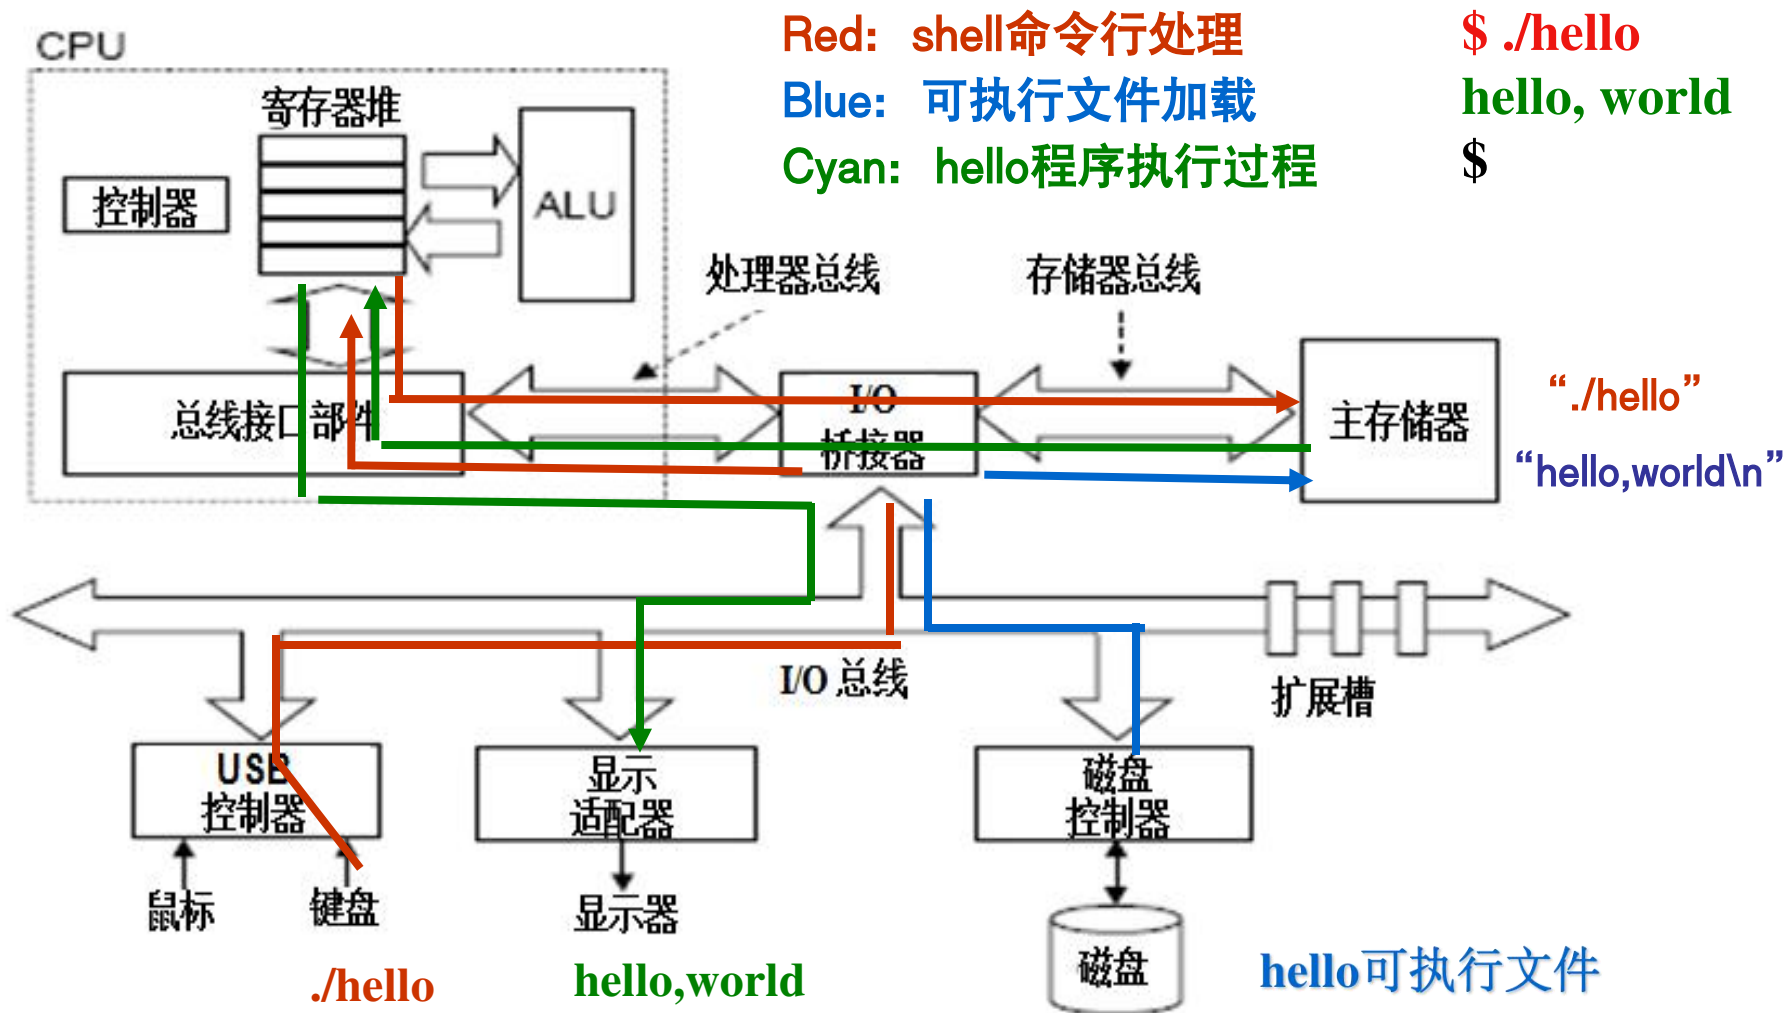 CPU
Red: shell命令行处理
$ ./hello
Blue: 可执行文件加载
hello, world
Cyan: hello程序执行过程
$
寄存器堆
控制器
ALU
处理器总线
存储器总线
总线接口部件
I/O
桥接器
主存储器
“./hello”
“hello,world\n”
I/O 总线
扩展槽
USB
控制器
显示
适配器
磁盘
控制器
鼠标
键盘
显示器
磁盘
./hello
hello,world
hello可执行文件